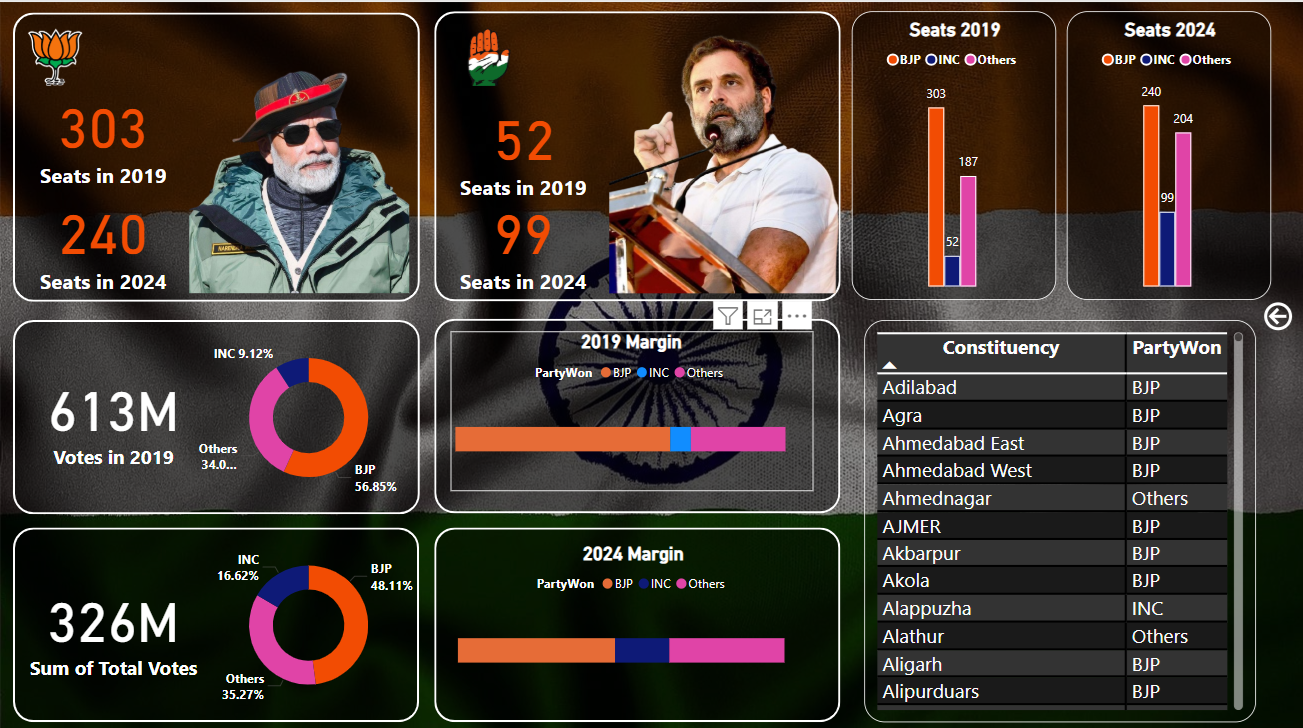 303
Seats in 2019
240
Seats in 2024
52
Seats in 2019
99
Seats in 2024
Seats 2019
BJP INC Others
303
52
187
Seats 2024
BJP INC Others
240
99
204
613M
Votes in 2019
INC 9.12%
Others
34.0...
BJP
56.85%
2019 Margin
PartyWon BJP INC Others
326M
Sum of Total Votes
INC
16.62%
BJP
48.11%
Others
35.27%
2024 Margin
PartyWon BJP INC Others
Constituency PartyWon
Adilabad BJP
Agra BJP
Ahmedabad East BJP
Ahmedabad West BJP
Ahmednagar Others
AJMER BJP
Akbarpur BJP
Akola BJP
Alappuzha INC
Alathur Others
Aligarh BJP
Alipurduars BJP